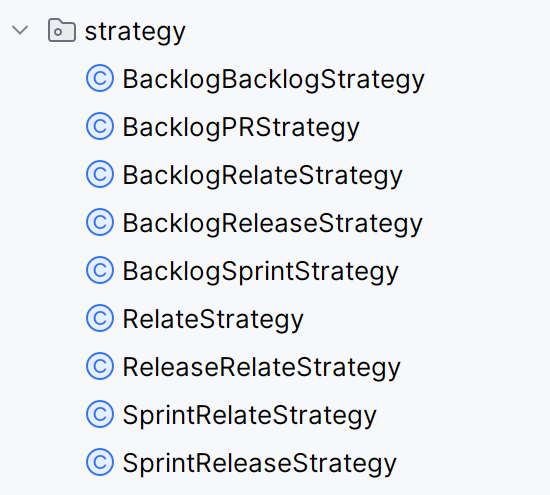 strategy
C BacklogBacklogStrategy
C BacklogPRStrategy
C BacklogRelateStrategy
C BacklogReleaseStrategy
C BacklogSprintStrategy
C RelateStrategy
C ReleaseRelateStrategy
C SprintRelateStrategy
C SprintReleaseStrategy